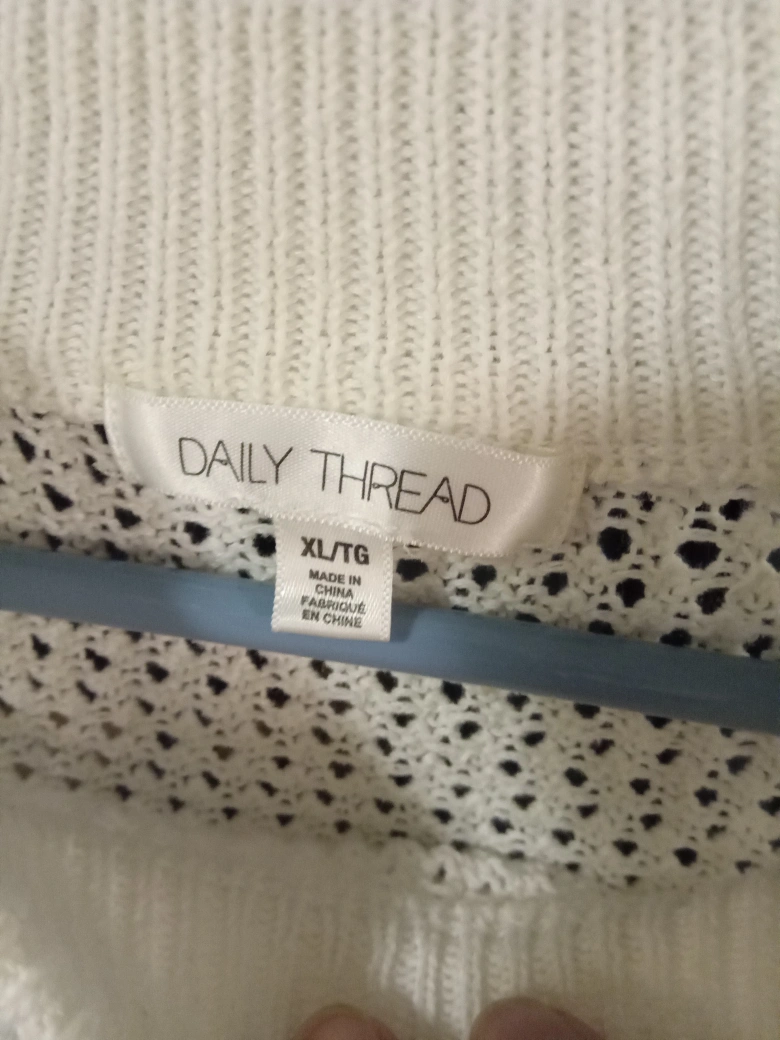 DAILY THREAD
XL/TG
MADE IN
CHINA
FABRIQUÉ
EN CHINE